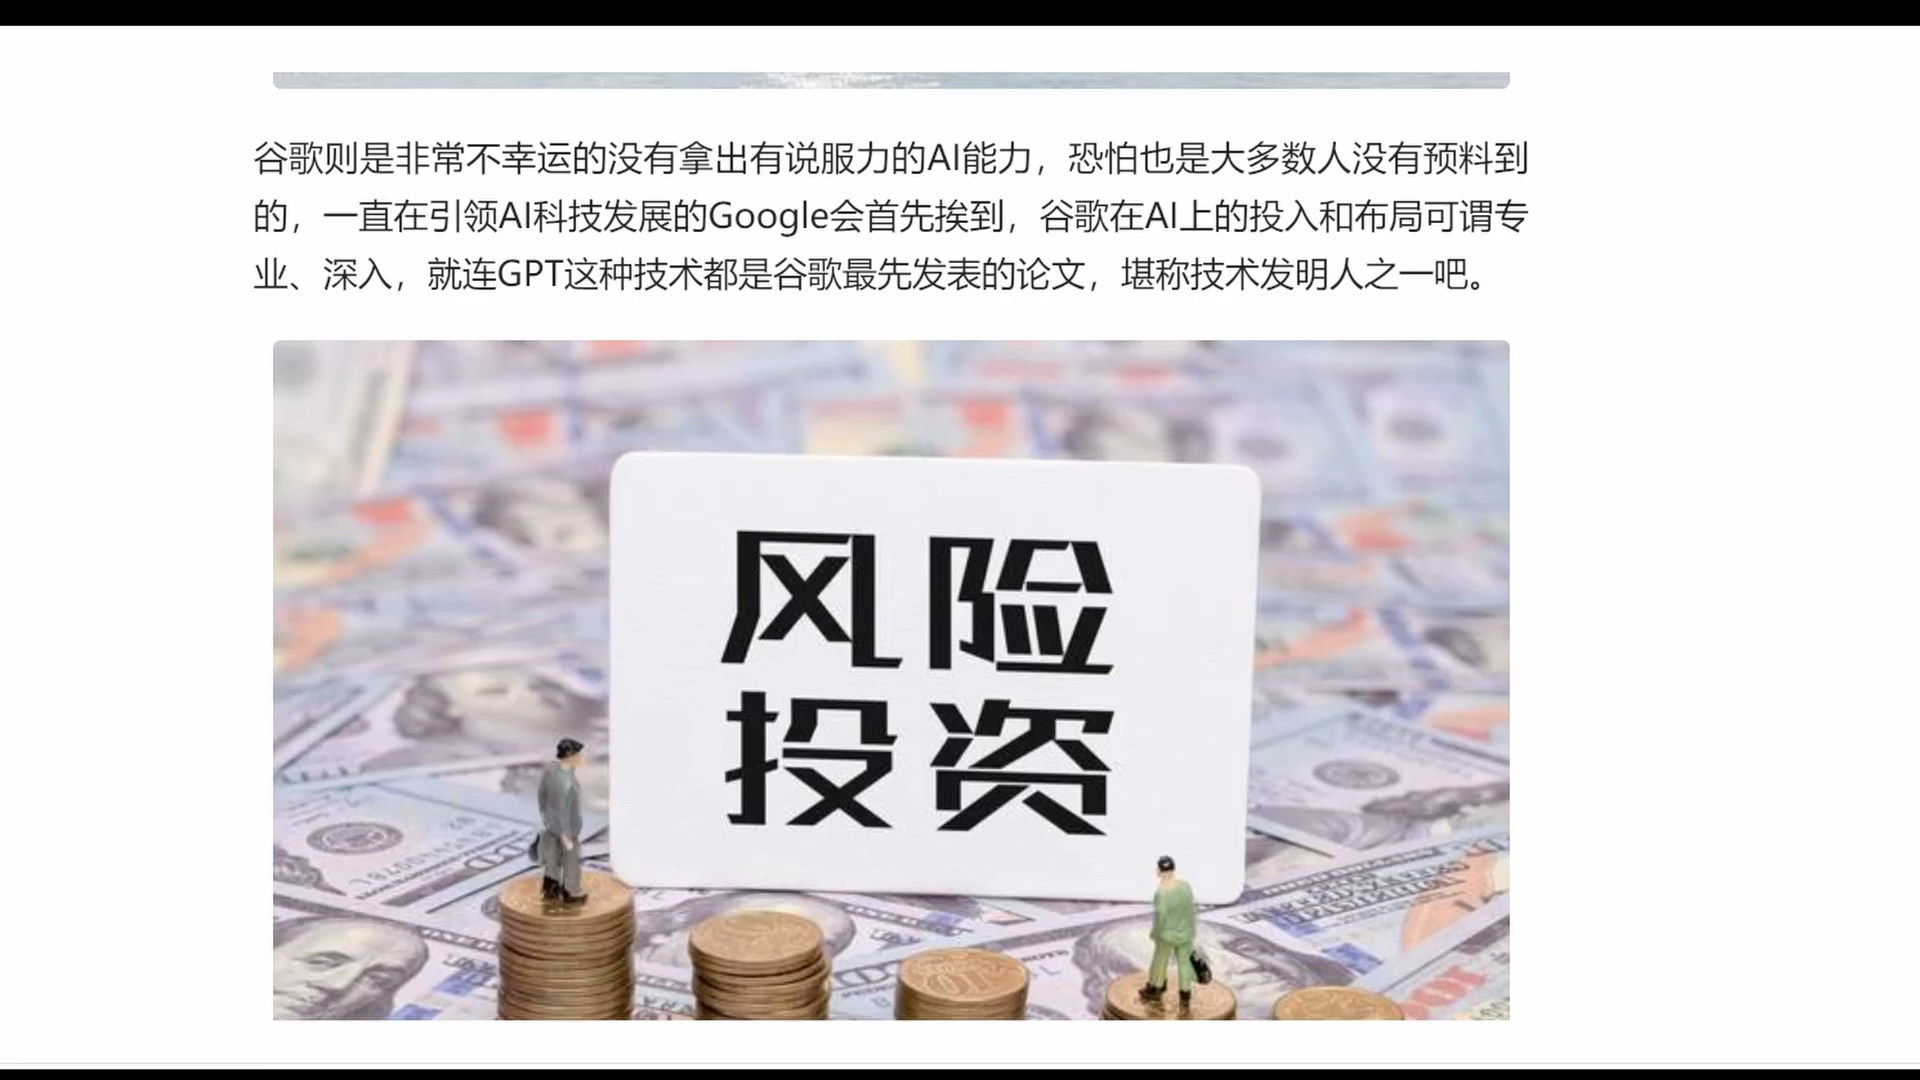 谷歌则是非常不幸运的没有拿出有说服力的AI能力，恐怕也是大多数人没有预料到
的，一直在引领AI科技发展的Google会首先挨到，谷歌在AI上的投入和布局可谓专
业、深入，就连GPT这种技术都是谷歌最先发表的论文，堪称技术发明人之一吧。
风险
投资